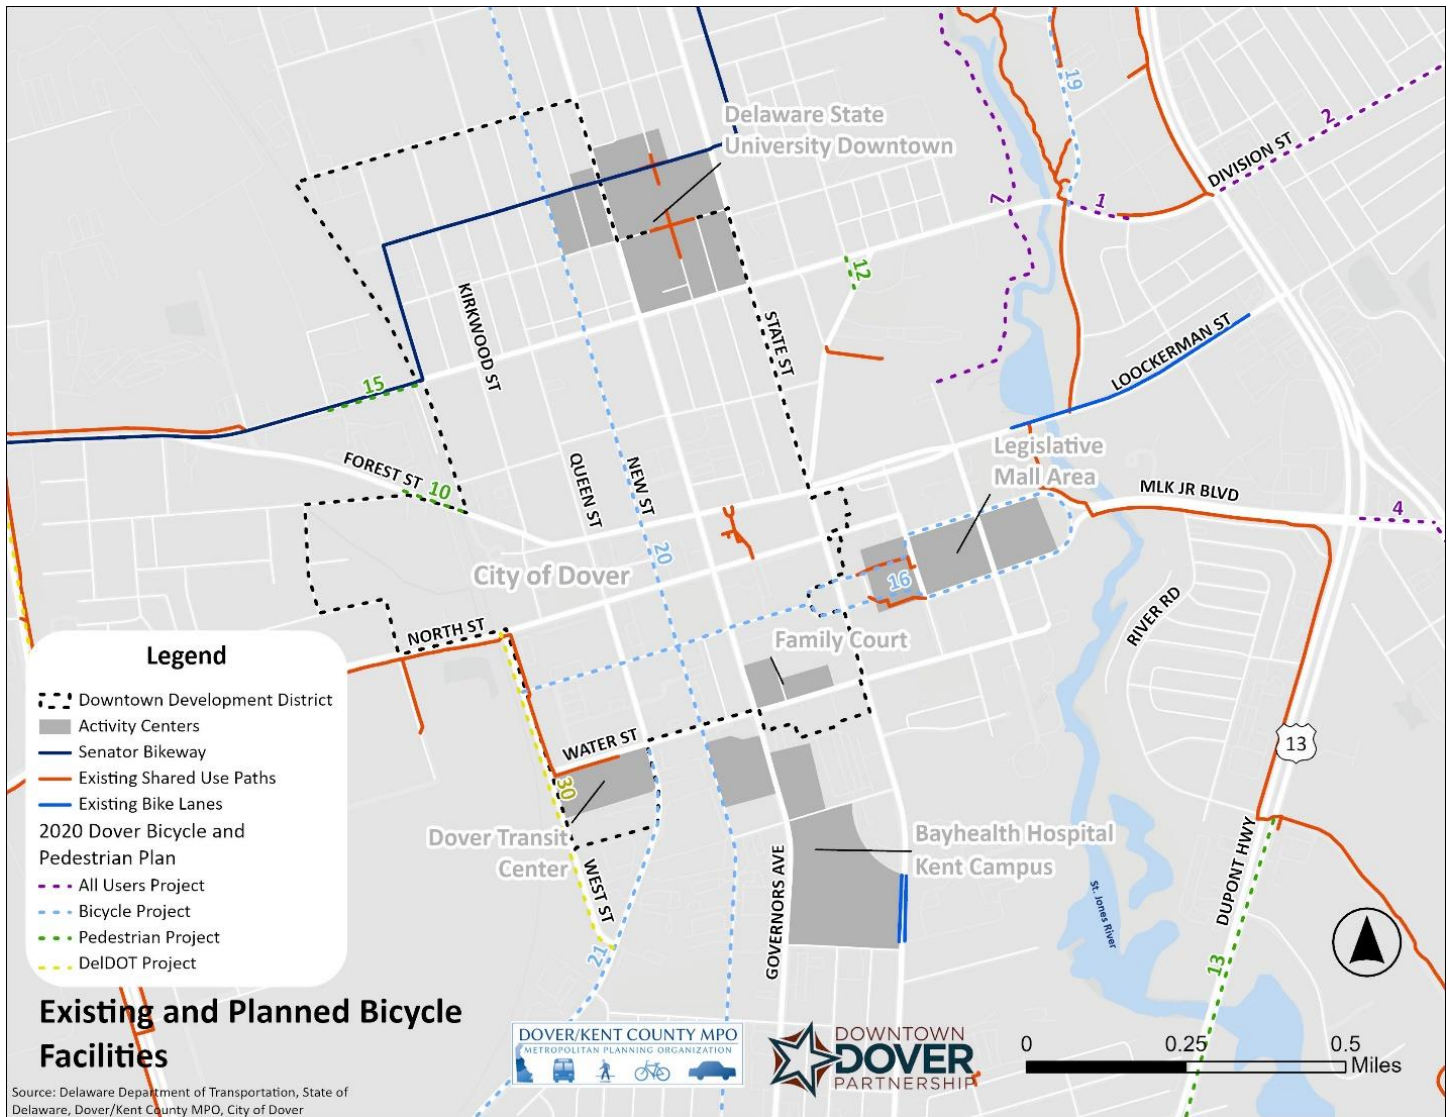 Delaware State
University Downtown
19
2
DIVISION ST
7
1
12
KIRKWOOD ST
STATE ST
LOOCKERMAN ST
15
FOREST ST
10
QUEEN ST
NEW ST
Legislative
Mall Area
MLK JR BLVD
4
20
City of Dover
16
RIVER RD
NORTH ST
Family Court
WATER ST
13
30
Dover Transit
Center
WEST ST
21
GOVERNORS AVE
Bayhealth Hospital
Kent Campus
St. Jones River
DUPONT HWY
13
Legend
Downtown Development District
Activity Centers
Senator Bikeway
Existing Shared Use Paths
Existing Bike Lanes
2020 Dover Bicycle and
Pedestrian Plan
All Users Project
Bicycle Project
Pedestrian Project
DelDOT Project
Existing and Planned Bicycle
Facilities
Source: Delaware Department of Transportation, State of
Delaware, Dover/Kent County MPO, City of Dover
DOVER/KENT COUNTY MPO
METROPOLITAN PLANNING ORGANIZATION
DOWNTOWN
DOVER
PARTNERSHIP
0 0.25 0.5
Miles